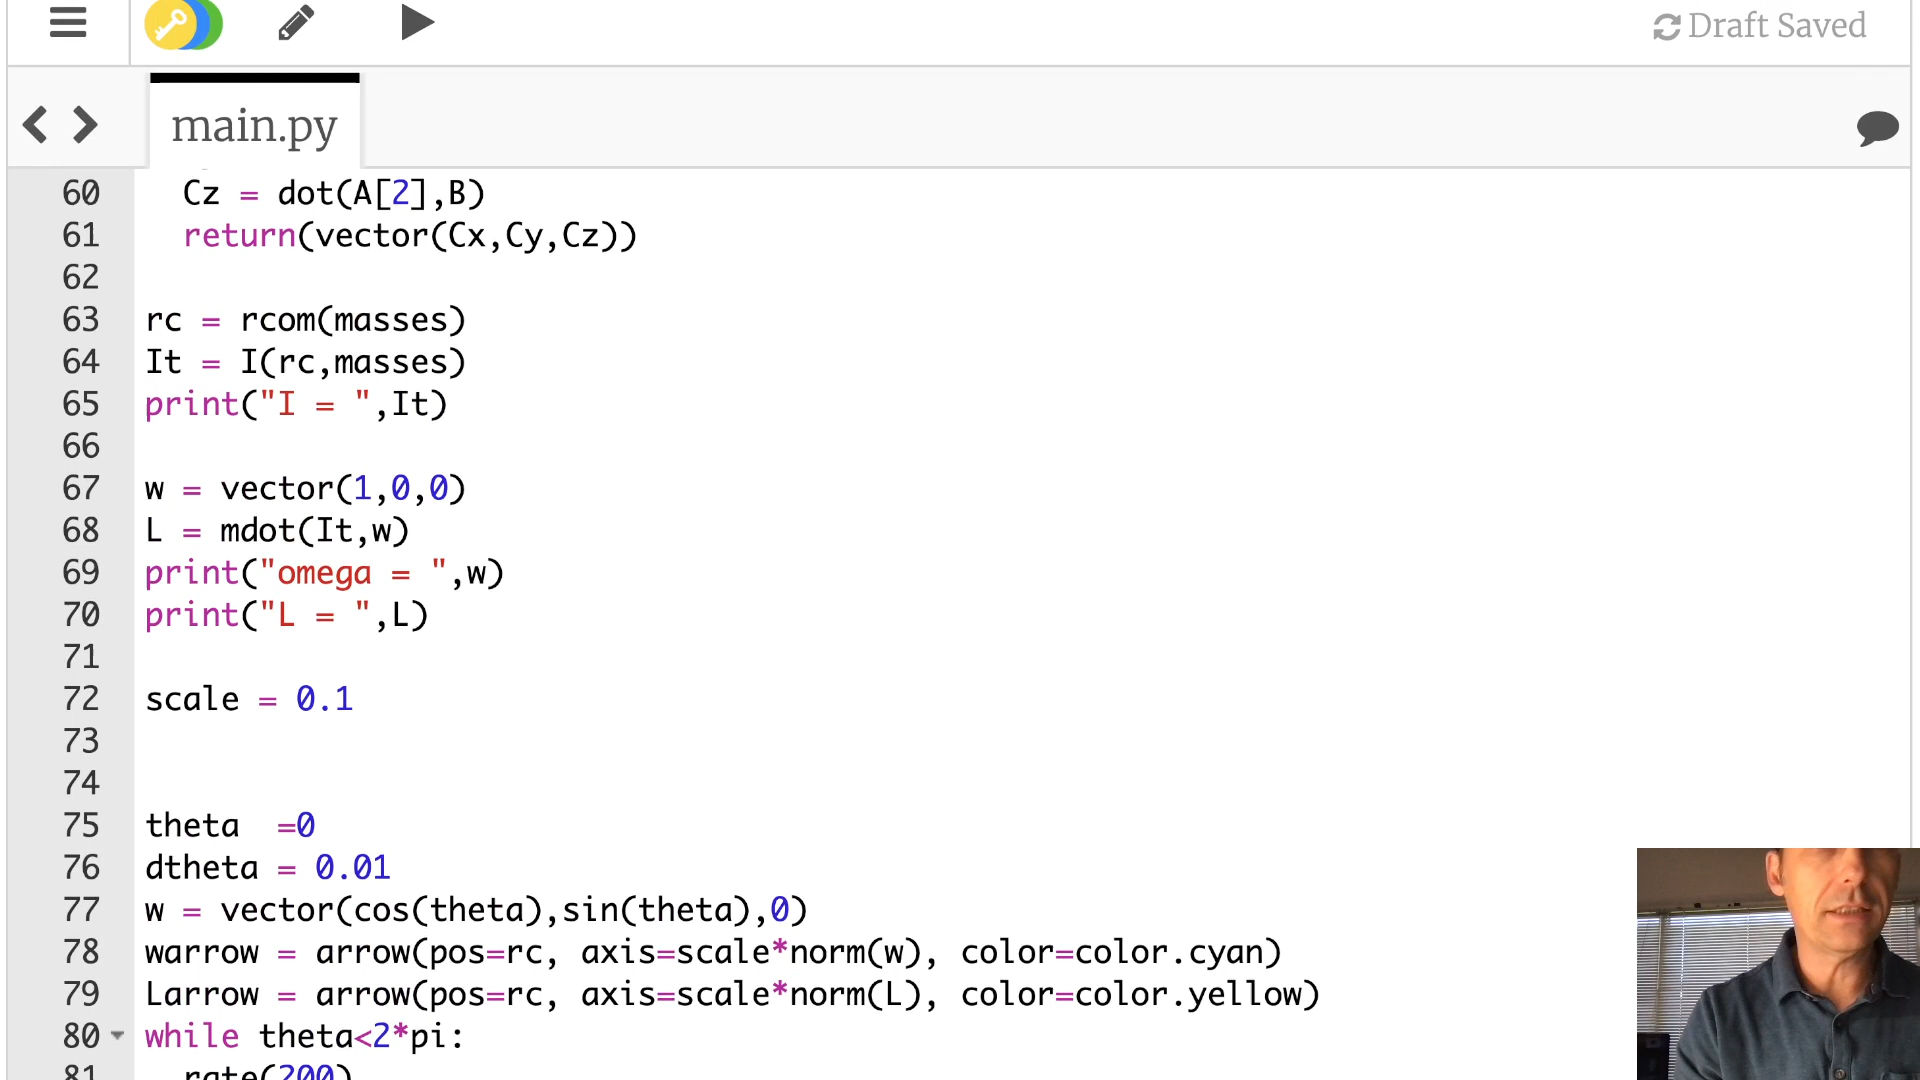 Draft Saved
main.py
60 Cz = dot(A[2],B)
61 return(vector(Cx,Cy,Cz))
62
63 rc = rcom(masses)
64 It = I(rc,masses)
65 print("I = ",It)
66
67 w = vector(1,0,0)
68 L = mdot(It,w)
69 print("omega = ",w)
70 print("L = ",L)
71
72 scale = 0.1
73
74
75 theta  =0
76 dtheta = 0.01
77 w = vector(cos(theta),sin(theta),0)
78 warrow = arrow(pos=rc, axis=scale*norm(w), color=color.cyan)
79 Larrow = arrow(pos=rc, axis=scale*norm(L), color=color.yellow)
80 while theta<2*pi:
81 rate(200)